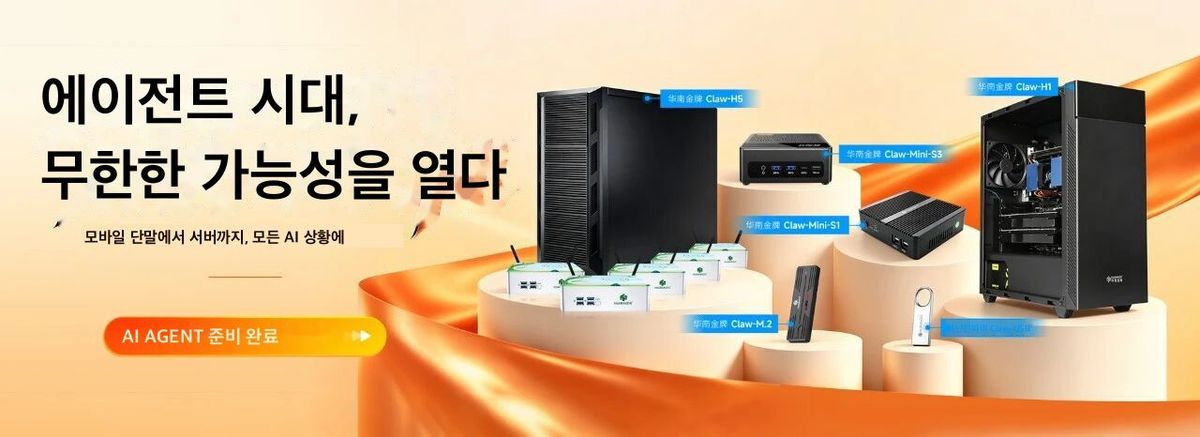 에이전트 시대,
무한한 가능성을 열다
모바일 단말에서 서버까지, 모든 AI 상황에
AI AGENT 준비 완료
华南金牌 Claw-H5
华南金牌 Claw-H1
华南金牌 Claw-Mini-S3
华南金牌 Claw-Mini-S1
华南金牌 Claw-M.2